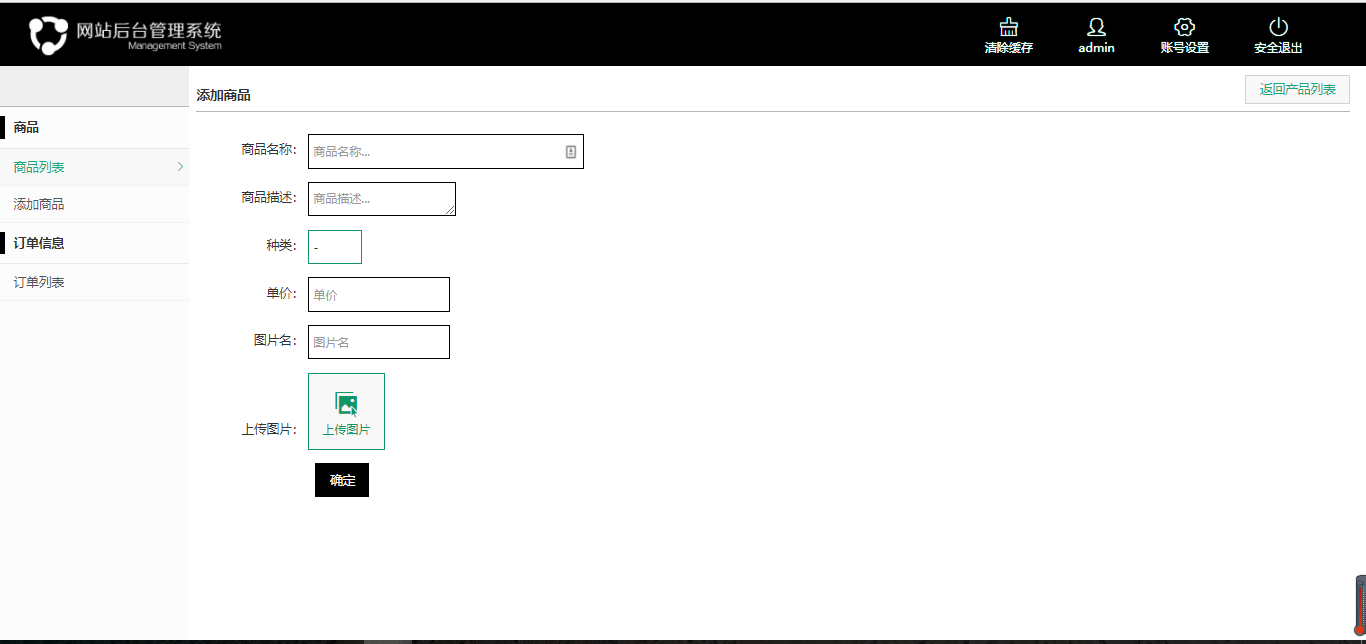 网站后台管理系统
Management System
清除缓存
admin
账号设置
安全退出
商品
商品列表
添加商品
订单信息
订单列表
添加商品
返回产品列表
商品名称: 商品名称...
商品描述: 商品描述...
种类: -
单价: 单价
图片名: 图片名
上传图片: 上传图片
确定